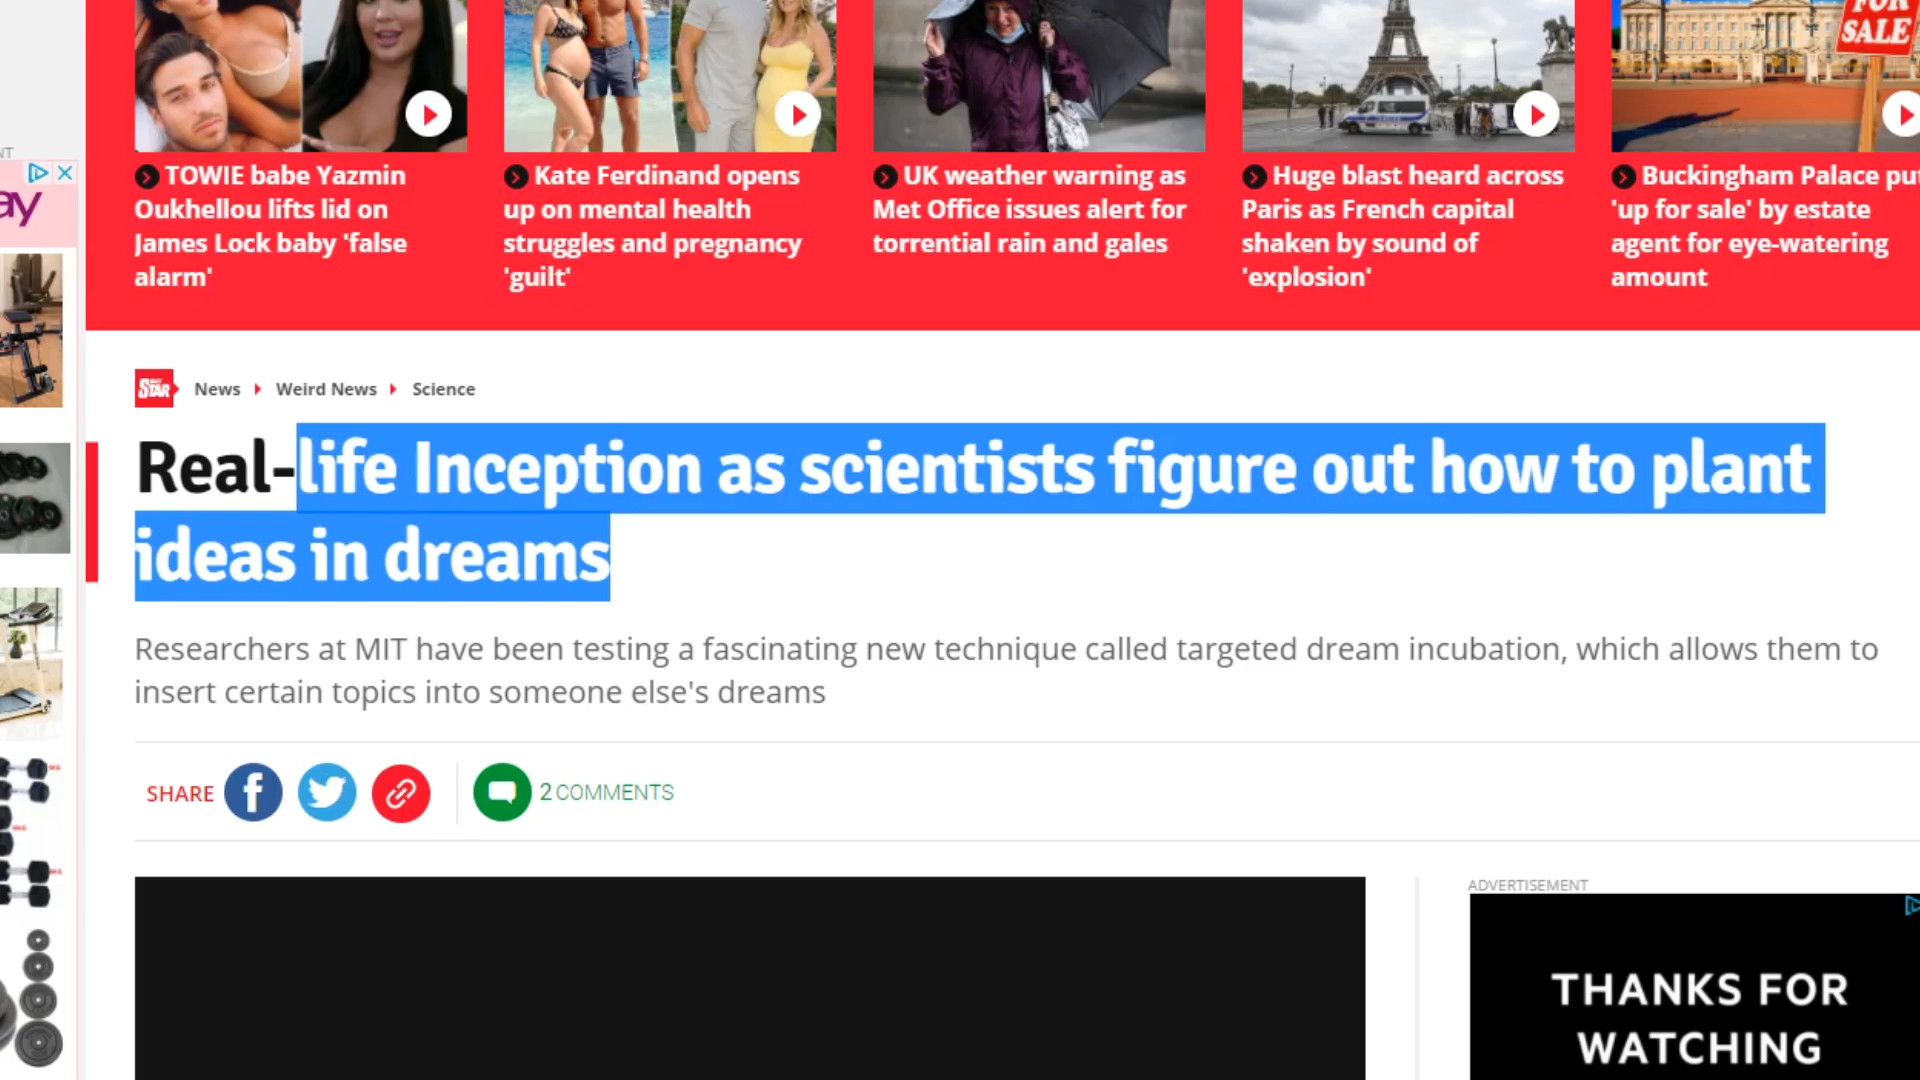 FOR
SALE
TOWIE babe Yazmin
Oukhellou lifts lid on
James Lock baby 'false
alarm'
Kate Ferdinand opens
up on mental health
struggles and pregnancy
'guilt'
UK weather warning as
Met Office issues alert for
torrential rain and gales
Huge blast heard across
Paris as French capital
shaken by sound of
'explosion'
Buckingham Palace put
'up for sale' by estate
agent for eye-watering
amount
NT
ay
STAR
News
Weird News
Science
Real-life Inception as scientists figure out how to plant
ideas in dreams
Researchers at MIT have been testing a fascinating new technique called targeted dream incubation, which allows them to
insert certain topics into someone else's dreams
SHARE
2 COMMENTS
ADVERTISEMENT
THANKS FOR
WATCHING